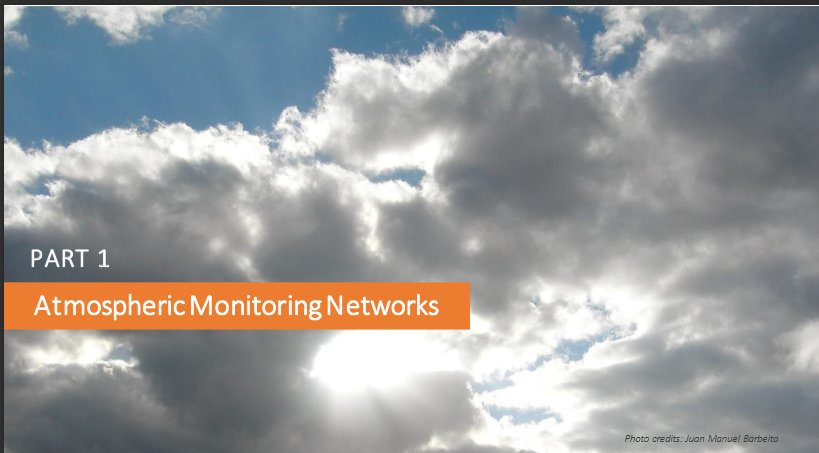 PART 1
Atmospheric Monitoring Networks
Photo credits: Juan Manuel Barbeito